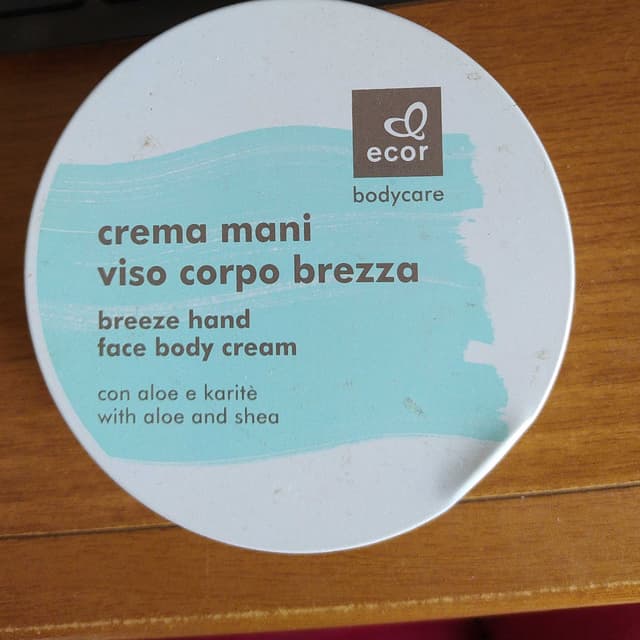 ecor
bodycare
crema mani
viso corpo brezza
breeze hand
face body cream
con aloe e karitè
with aloe and shea